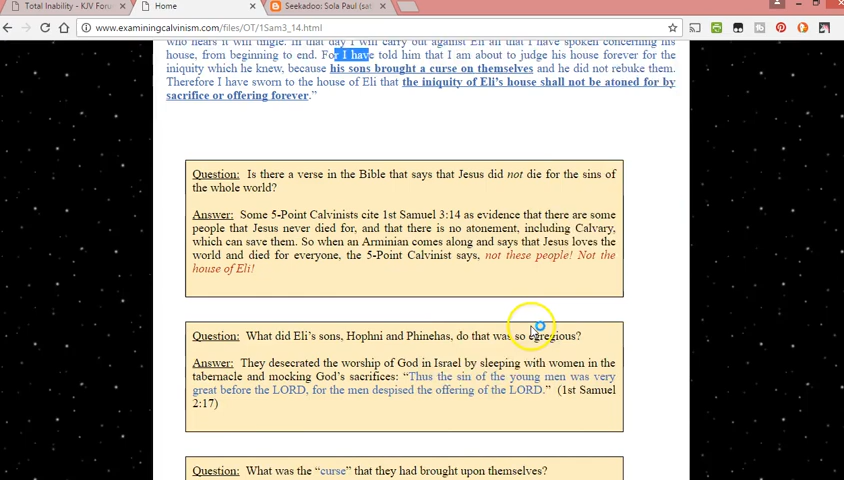 Total Inability - KJV Foru
Home
Seekadoo: Sola Paul (sal
www.examiningcalvinism.com/files/OT/1Sam3_14.html
who hears it will tingle. In that day I will carry out against Eli all that I have spoken concerning his
house, from beginning to end. For I have told him that I am about to judge his house forever for the
iniquity which he knew, because his sons brought a curse on themselves and he did not rebuke them.
Therefore I have sworn to the house of Eli that the iniquity of Eli's house shall not be atoned for by
sacrifice or offering forever.”
Question: Is there a verse in the Bible that says that Jesus did not die for the sins of
the whole world?
Answer: Some 5-Point Calvinists cite 1st Samuel 3:14 as evidence that there are some
people that Jesus never died for, and that there is no atonement, including Calvary,
which can save them. So when an Arminian comes along and says that Jesus loves the
world and died for everyone, the 5-Point Calvinist says, not these people! Not the
house of Eli!
Question: What did Eli's sons, Hophni and Phinehas, do that was so egregious?
Answer: They desecrated the worship of God in Israel by sleeping with women in the
tabernacle and mocking God's sacrifices: “Thus the sin of the young men was very
great before the LORD, for the men despised the offering of the LORD.” (1st Samuel
2:17)
Question: What was the “curse” that they had brought upon themselves?